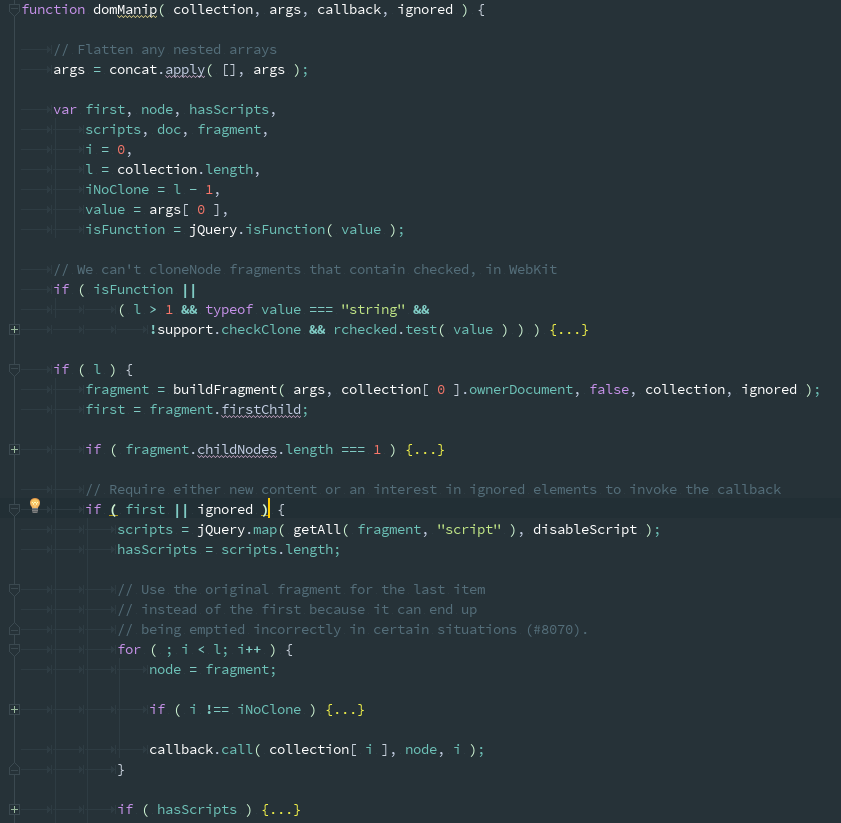 function domManip( collection, args, callback, ignored ) {
// Flatten any nested arrays
args = concat.apply( [], args );
var first, node, hasScripts,
scripts, doc, fragment,
i = 0,
l = collection.length,
iNoClone = l - 1,
value = args[ 0 ],
isFunction = jQuery.isFunction( value );
// We can't cloneNode fragments that contain checked, in WebKit
if ( isFunction ||
( l > 1 && typeof value === "string" &&
!support.checkClone && rchecked.test( value ) ) ) {...}
if ( l ) {
fragment = buildFragment( args, collection[ 0 ].ownerDocument, false, collection, ignored );
first = fragment.firstChild;
if ( fragment.childNodes.length === 1 ) {...}
// Require either new content or an interest in ignored elements to invoke the callback
if ( first || ignored ) {
scripts = jQuery.map( getAll( fragment, "script" ), disableScript );
hasScripts = scripts.length;
// Use the original fragment for the last item
// instead of the first because it can end up
// being emptied incorrectly in certain situations (#8070).
for ( ; i < l; i++ ) {
node = fragment;
if ( i !== iNoClone ) {...}
callback.call( collection[ i ], node, i );
}
if ( hasScripts ) {...}